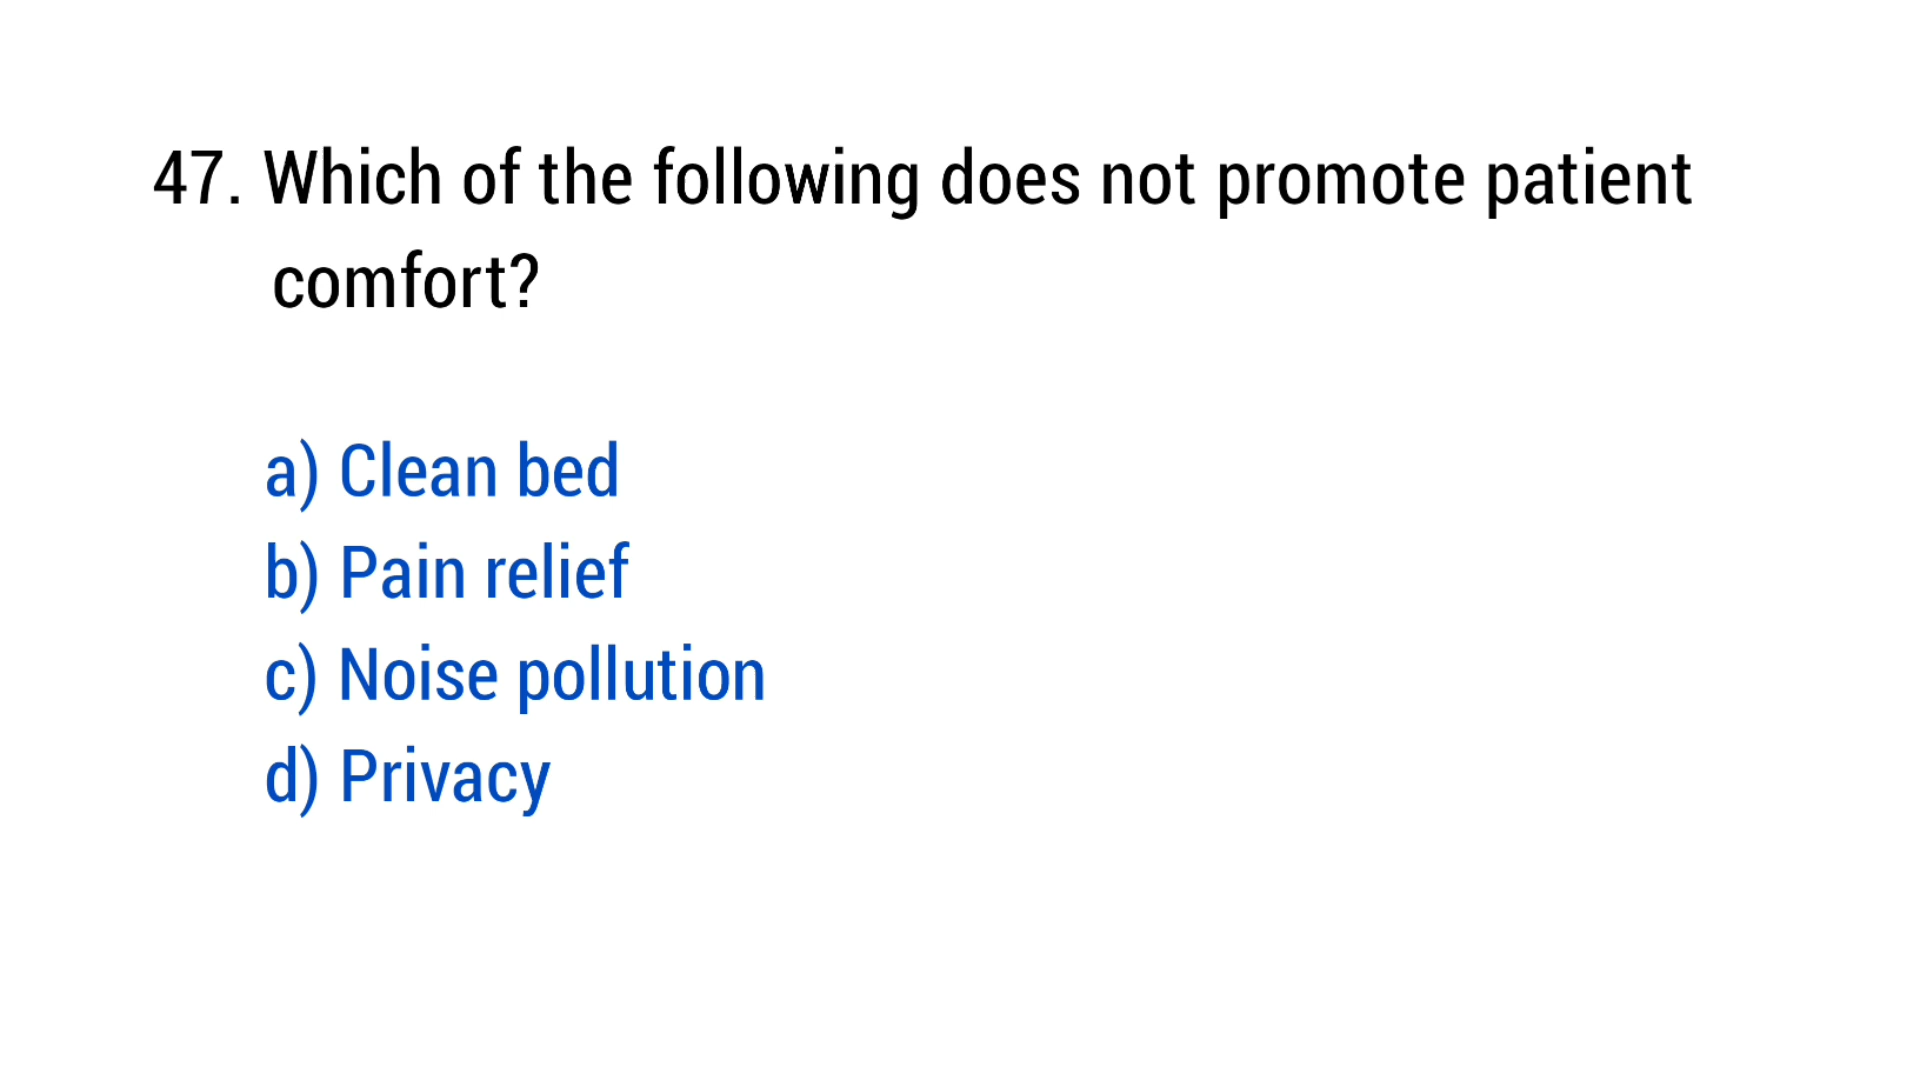 47. Which of the following does not promote patient
comfort?
a) Clean bed
b) Pain relief
c) Noise pollution
d) Privacy